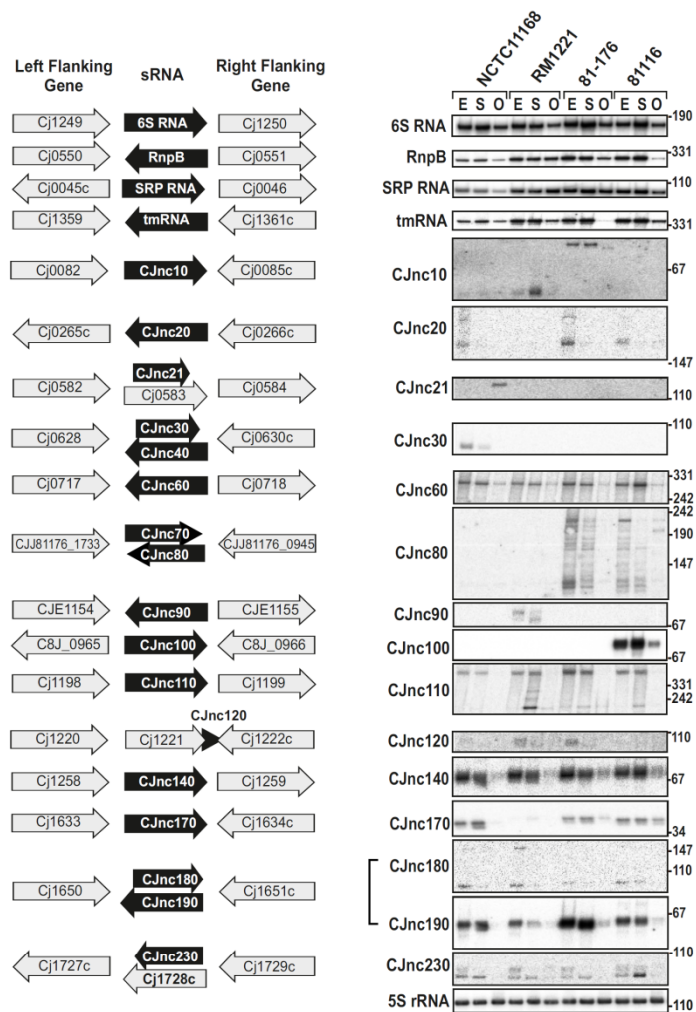 NCTC11168
RM1221
81-176
81116
Left Flanking
Gene
sRNA
Right Flanking
Gene
E S O E S O E S O E S O
Cj1249 6S RNA Cj1250
Cj0550 RnpB Cj0551
Cj0045c SRP RNA Cj0046
Cj1359 tmRNA Cj1361c
Cj0082 CJnc10 Cj0085c
Cj0265c CJnc20 Cj0266c
CJnc21
Cj0582 Cj0583 Cj0584
Cj0628 CJnc30 Cj0630c
CJnc40
Cj0717 CJnc60 Cj0718
CJJ81176_1733 CJnc70 CJJ81176_0945
CJnc80
CJE1154 CJnc90 CJE1155
C8J_0965 CJnc100 C8J_0966
Cj1198 CJnc110 Cj1199
CJnc120
Cj1220 Cj1221 Cj1222c
Cj1258 CJnc140 Cj1259
Cj1633 CJnc170 Cj1634c
CJnc180
Cj1650 Cj1651c
CJnc190
CJnc230
Cj1727c Cj1729c
Cj1728c
6S RNA 190
RnpB 331
SRP RNA 110
tmRNA 331
CJnc10 67
CJnc20
147
CJnc21 110
110
CJnc30
CJnc60 331
242
242
190
CJnc80 147
CJnc90 67
CJnc100 67
CJnc110 331
242
CJnc120 110
CJnc140 67
CJnc170 34
147
CJnc180 110
67
CJnc190
CJnc230
110
5S rRNA 110